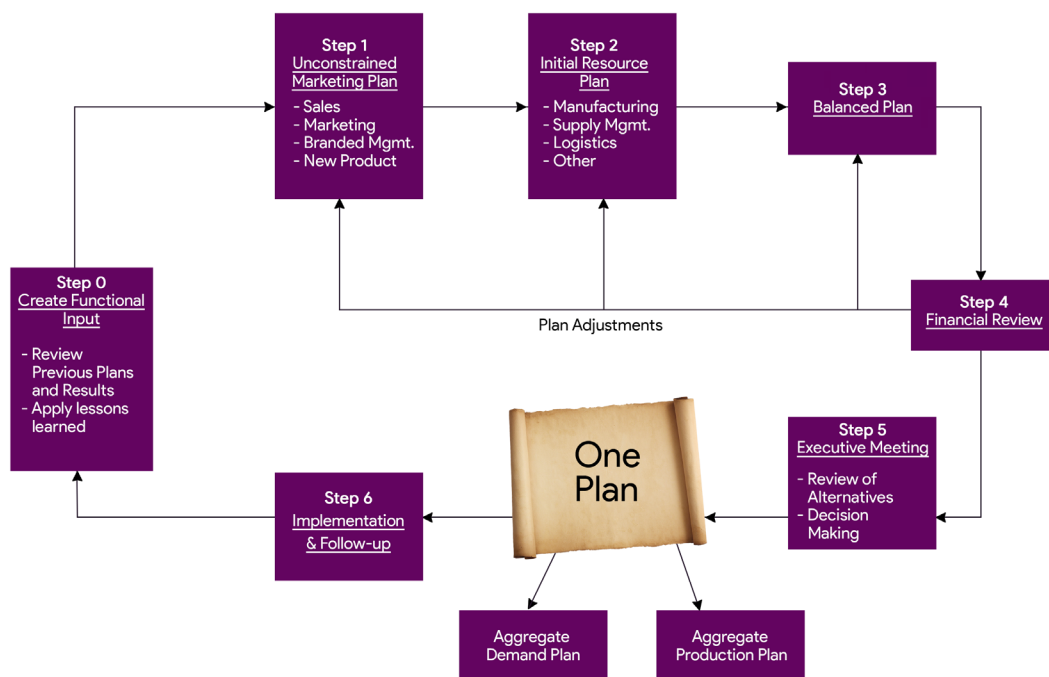 Step 0
Create Functional
Input
- Review
Previous Plans
and Results
- Apply lessons
learned
Step 1
Unconstrained
Marketing Plan
- Sales
- Marketing
- Branded Mgmt.
- New Product
Step 2
Initial Resource
Plan
- Manufacturing
- Supply Mgmt.
- Logistics
- Other
Step 3
Balanced Plan
Step 4
Financial Review
Plan Adjustments
Step 5
Executive Meeting
- Review of
Alternatives
- Decision
Making
One
Plan
Step 6
Implementation
& Follow-up
Aggregate
Demand Plan
Aggregate
Production Plan